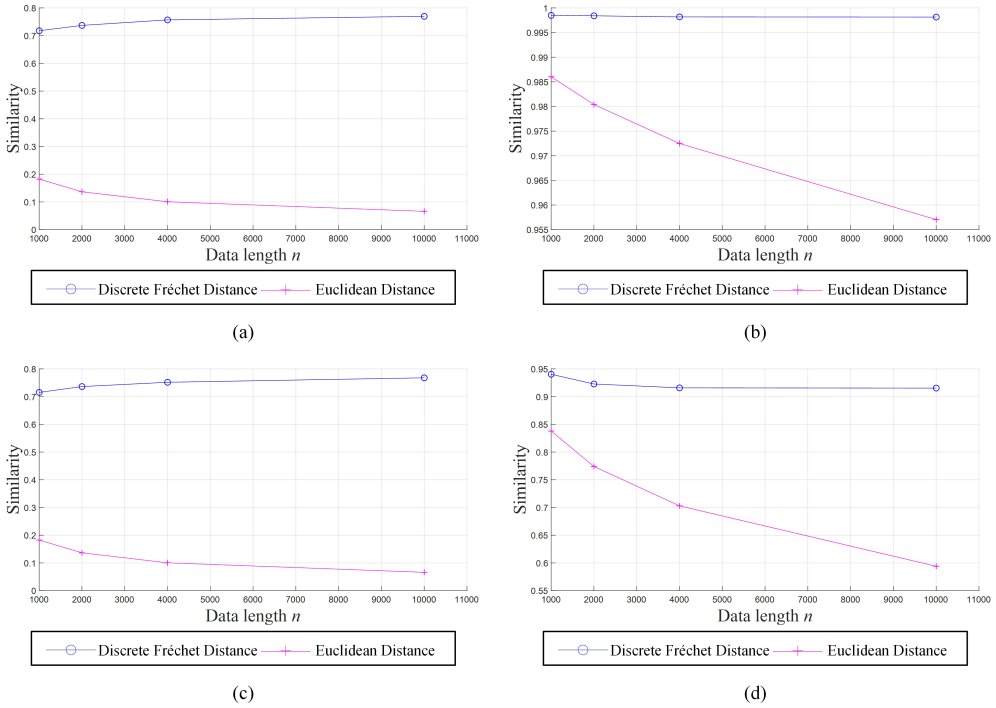 0.8
0.7
0.6
0.5
0.4
0.3
0.2
0.1
0
Similarity
1000 2000 3000 4000 5000 6000 7000 8000 9000 10000 11000
Data length n
Discrete Fréchet Distance Euclidean Distance
(a)
1
0.995
0.99
0.985
0.98
0.975
0.97
0.965
0.96
0.955
Similarity
1000 2000 3000 4000 5000 6000 7000 8000 9000 10000 11000
Data length n
Discrete Fréchet Distance Euclidean Distance
(b)
0.8
0.7
0.6
0.5
0.4
0.3
0.2
0.1
0
Similarity
1000 2000 3000 4000 5000 6000 7000 8000 9000 10000 11000
Data length n
Discrete Fréchet Distance Euclidean Distance
(c)
0.95
0.9
0.85
0.8
0.75
0.7
0.65
0.6
0.55
Similarity
1000 2000 3000 4000 5000 6000 7000 8000 9000 10000 11000
Data length n
Discrete Fréchet Distance Euclidean Distance
(d)